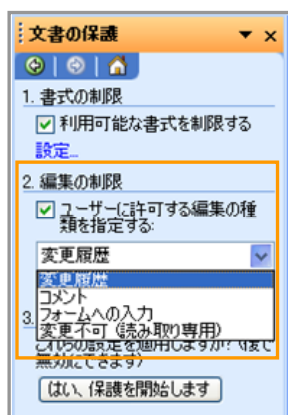 文書の保護
1. 書式の制限
利用可能な書式を制限する
設定...
2. 編集の制限
ユーザーに許可する編集の種
類を指定する:
変更履歴
変更履歴
コメント
フォームへの入力
変更不可 (読み取り専用)
3.
これらの設定を適用しますか? (後で
無効にできます)
はい、保護を開始します